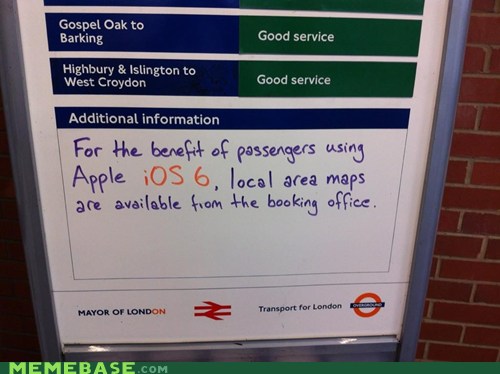 Gospel Oak to
Barking
Good service
Highbury & Islington to
West Croydon
Good service
Additional information
For the benefit of passengers using
Apple iOS 6, local area maps
are available from the booking office.
MAYOR OF LONDON
Transport for London
OVERGROUND
MEMEBASE.COM